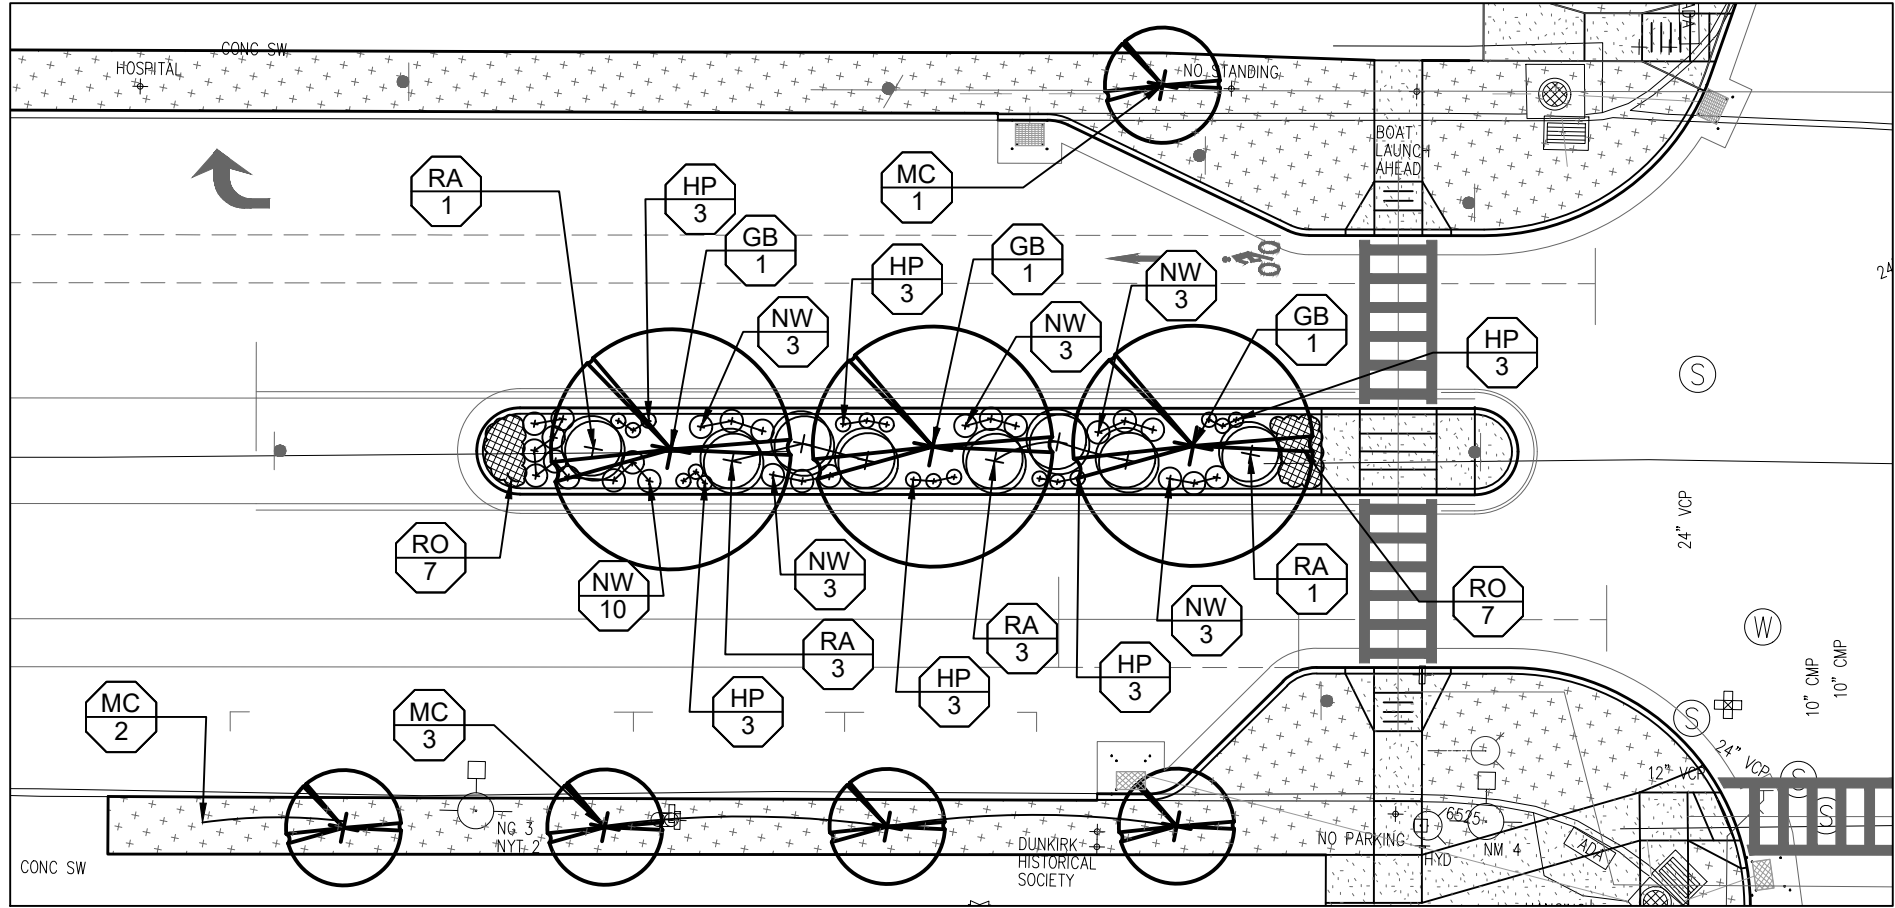 CONC SW
HOSPITAL
NO STANDING
ADA
BOAT
LAUNCH
AHEAD
RA
1
HP
3
MC
1
GB
1
HP
3
GB
1
NW
3
24
NW
3
NW
3
GB
1
HP
3
S
24" VCP
RO
7
NW
10
NW
3
RA
3
RA
3
NW
3
RA
1
RO
7
W
HP
3
HP
3
HP
3
10" CMP
10" CMP
MC
2
MC
3
S
24" VCP
12" VCP
S
S
NG 3
NYT 2
6525
DUNKIRK
HISTORICAL
SOCIETY
NO PARKING
HYD
NM 4
ADA
CONC SW